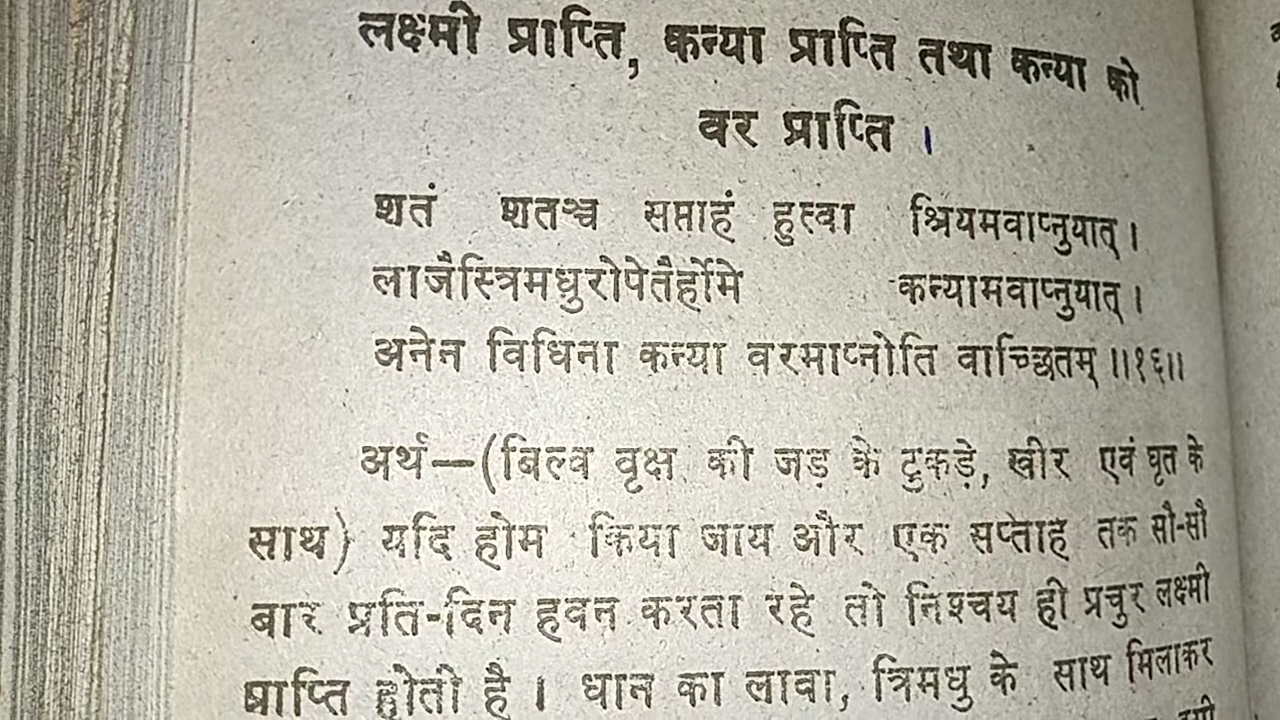 लक्ष्मी प्राप्ति, कन्या प्राप्ति तथा कन्या को
वर प्राप्ति ।
शतं शतञ्च सप्ताहं हुत्वा श्रियमवाप्नुयात् ।
लाजैस्त्रिमधुरोपेतैर्होमे कन्यामवाप्नुयात् ।
अनेन विधिना कन्या वरमाप्नोति वाच्छितम् ॥१६॥
अर्थ—(बिल्व वृक्ष की जड़ के टुकड़े, खीर एवं घृत के
साथ) यदि होम किया जाय और एक सप्ताह तक सौ-सौ
बार प्रति-दिन हवन करता रहे तो निश्चय ही प्रचुर लक्ष्मी
प्राप्ति होती है । धान का लावा, त्रिमधु के साथ मिलाकर